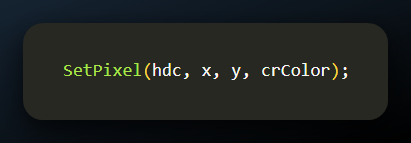 SetPixel(hdc, x, y, crColor);